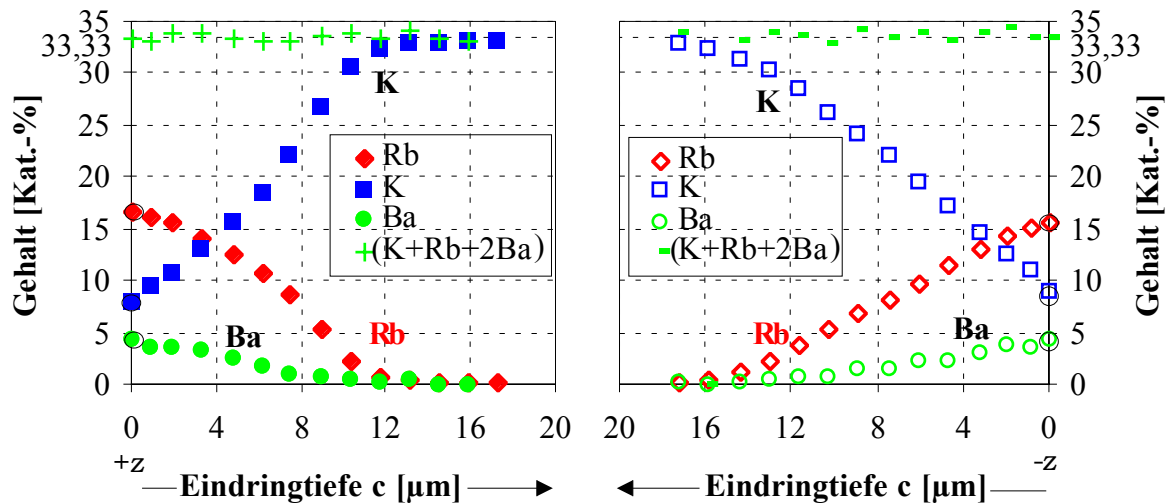 Gehalt [Kat.-%]
35
33,33
30
25
20
15
10
5
0
K
Rb
K
Ba
(K+Rb+2Ba)
Ba
Rb
0 4 8 12 16 20
+z
Eindringtiefe c [µm]
35
33,33
30
25
20
15
10
5
0
Gehalt [Kat.-%]
K
Rb
K
Ba
(K+Rb+2Ba)
Rb
Ba
20 16 12 8 4 0
-z
Eindringtiefe c [µm]